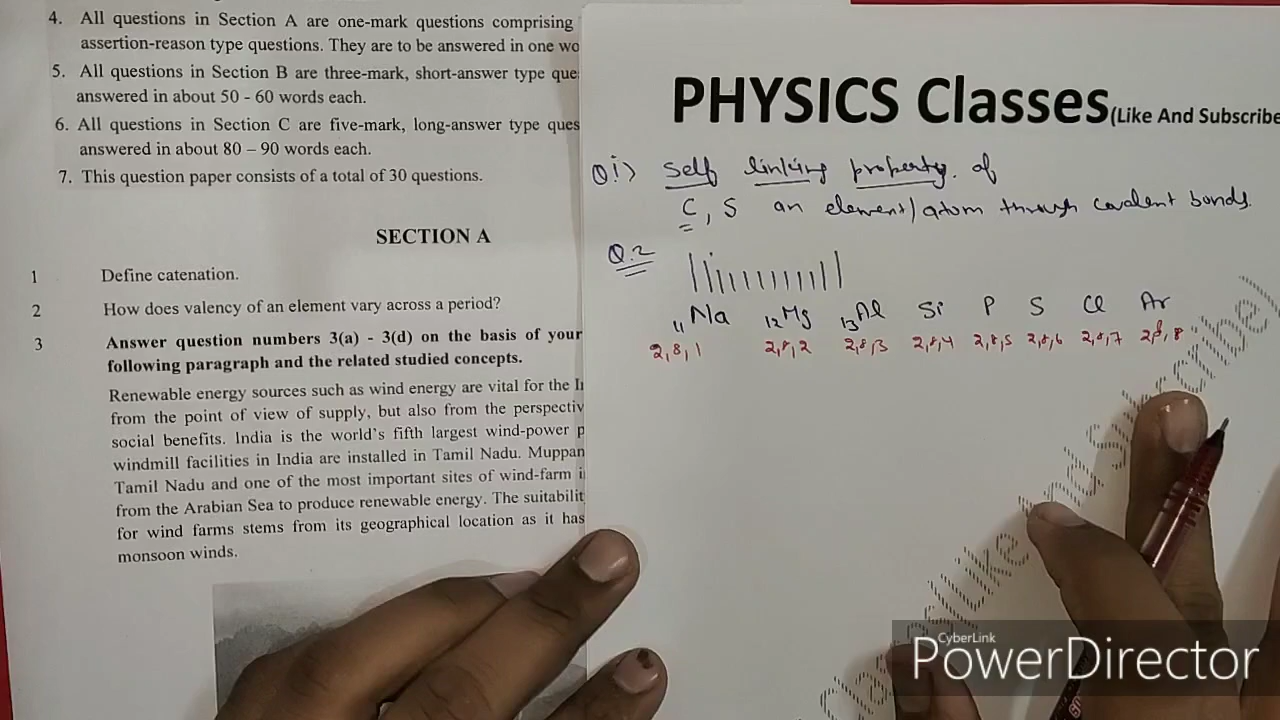 4. All questions in Section A are one-mark questions comprising
assertion-reason type questions. They are to be answered in one wo
5. All questions in Section B are three-mark, short-answer type que
answered in about 50 - 60 words each.
6. All questions in Section C are five-mark, long-answer type ques
answered in about 80 – 90 words each.
7. This question paper consists of a total of 30 questions.
SECTION A
1 Define catenation.
2 How does valency of an element vary across a period?
3 Answer question numbers 3(a) - 3(d) on the basis of your
following paragraph and the related studied concepts.
Renewable energy sources such as wind energy are vital for the I
from the point of view of supply, but also from the perspectiv
social benefits. India is the world's fifth largest wind-power p
windmill facilities in India are installed in Tamil Nadu. Muppan
Tamil Nadu and one of the most important sites of wind-farm i
from the Arabian Sea to produce renewable energy. The suitabilit
for wind farms stems from its geographical location as it has
monsoon winds.
PHYSICS Classes(Like And Subscribe
Q1) Self linking property. of
C, S an element/atom through covalent bonds.
Q.2
11Na 12Mg 13Al Si P S Cl Ar
2,8,1 2,8,2 2,8,3 2,8,4 2,8,5 2,8,6 2,8,7 2,8,8
CyberLink
PowerDirector